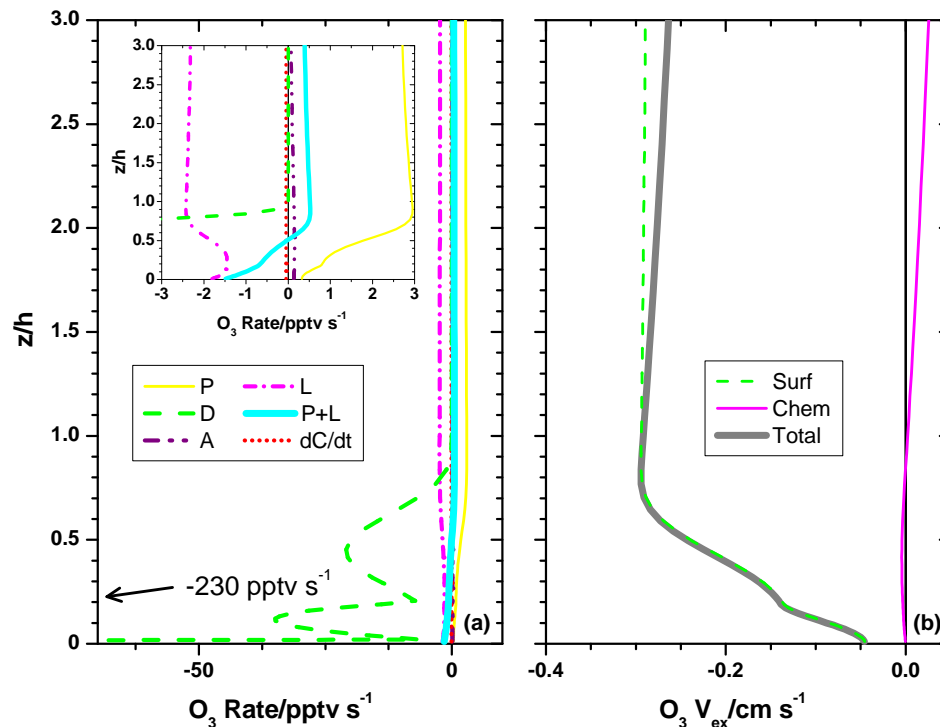 3.0
2.5
2.0
1.5
1.0
0.5
0
z/h
3.0
2.5
2.0
1.5
1.0
0.5
0
z/h
-3 -2 -1 0 1 2 3
O₃ Rate/pptv s⁻¹
P L
D P+L
A dC/dt
-230 pptv s⁻¹
(a)
-50 0
O₃ Rate/pptv s⁻¹
Surf
Chem
Total
(b)
-0.4 -0.2 0.0
O₃ Vₑₓ/cm s⁻¹